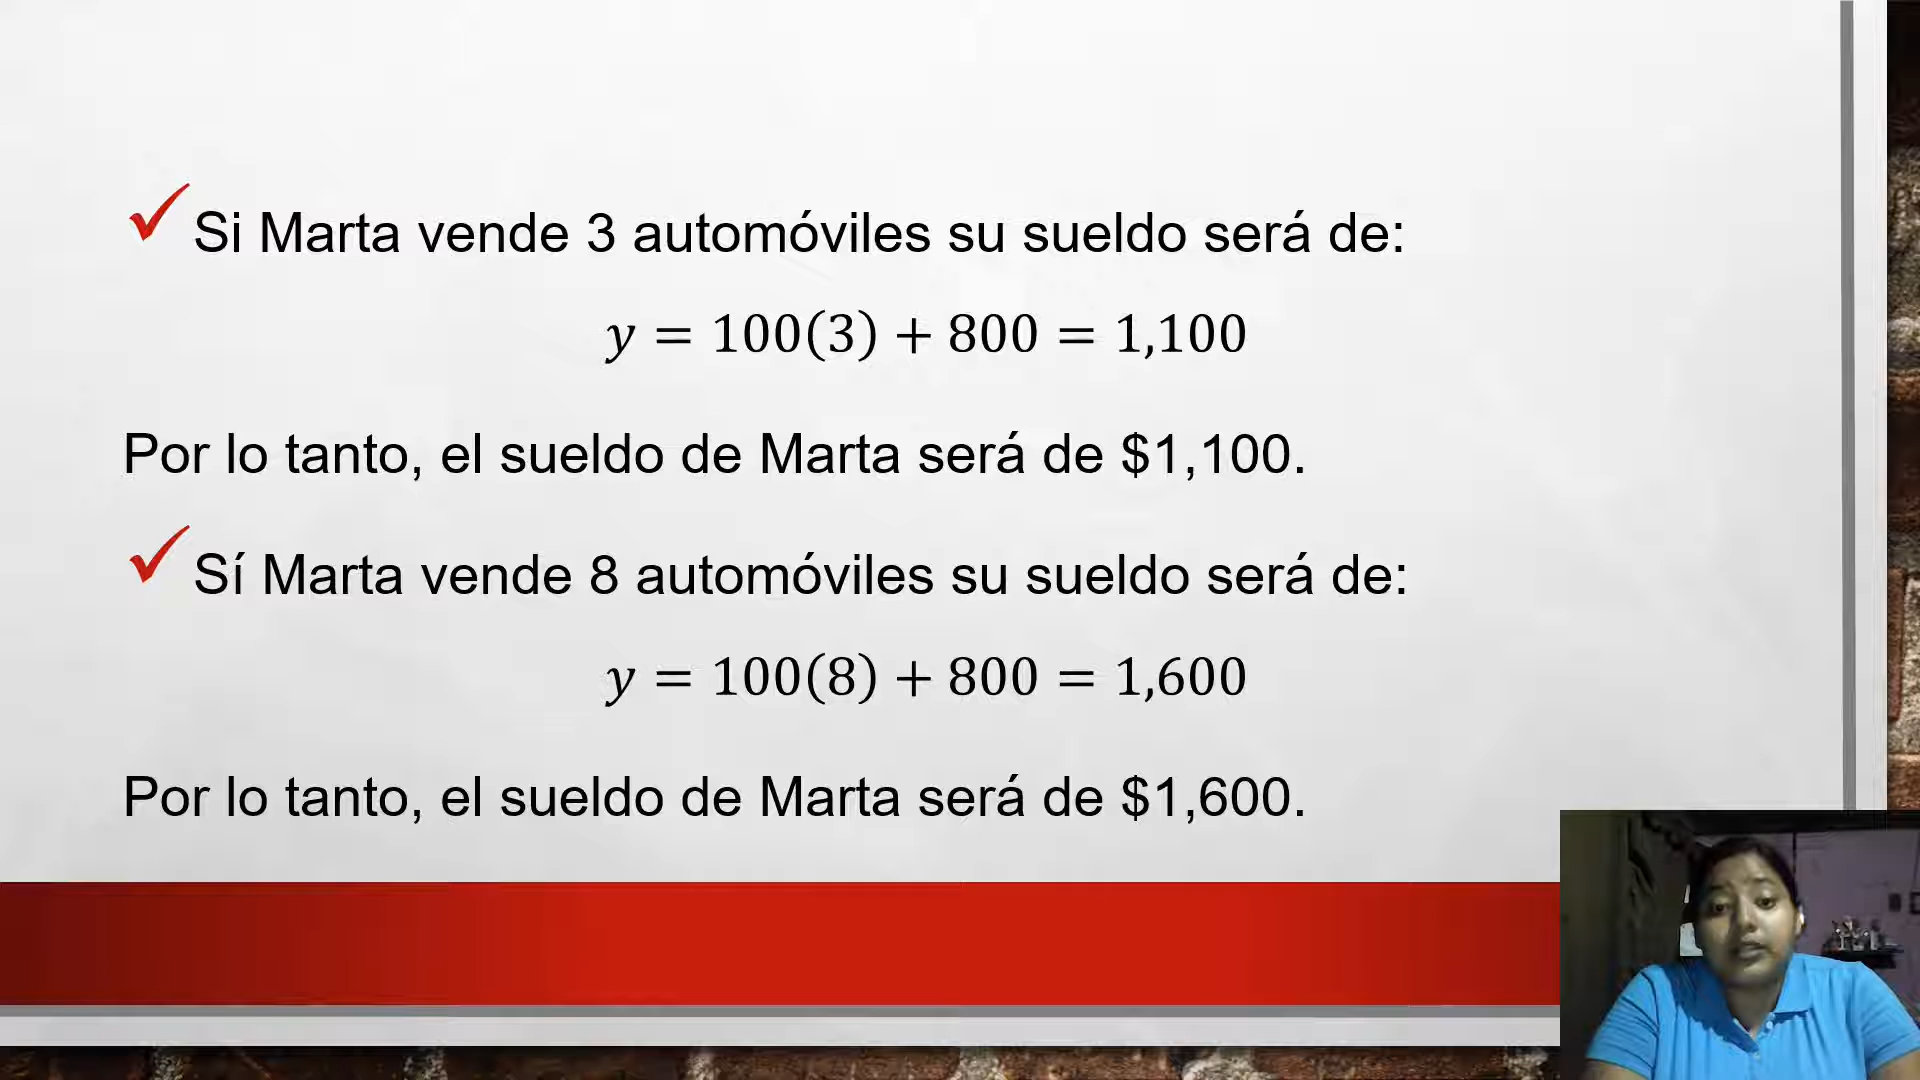 Si Marta vende 3 automóviles su sueldo será de:
y = 100(3) + 800 = 1,100
Por lo tanto, el sueldo de Marta será de $1,100.
Sí Marta vende 8 automóviles su sueldo será de:
y = 100(8) + 800 = 1,600
Por lo tanto, el sueldo de Marta será de $1,600.